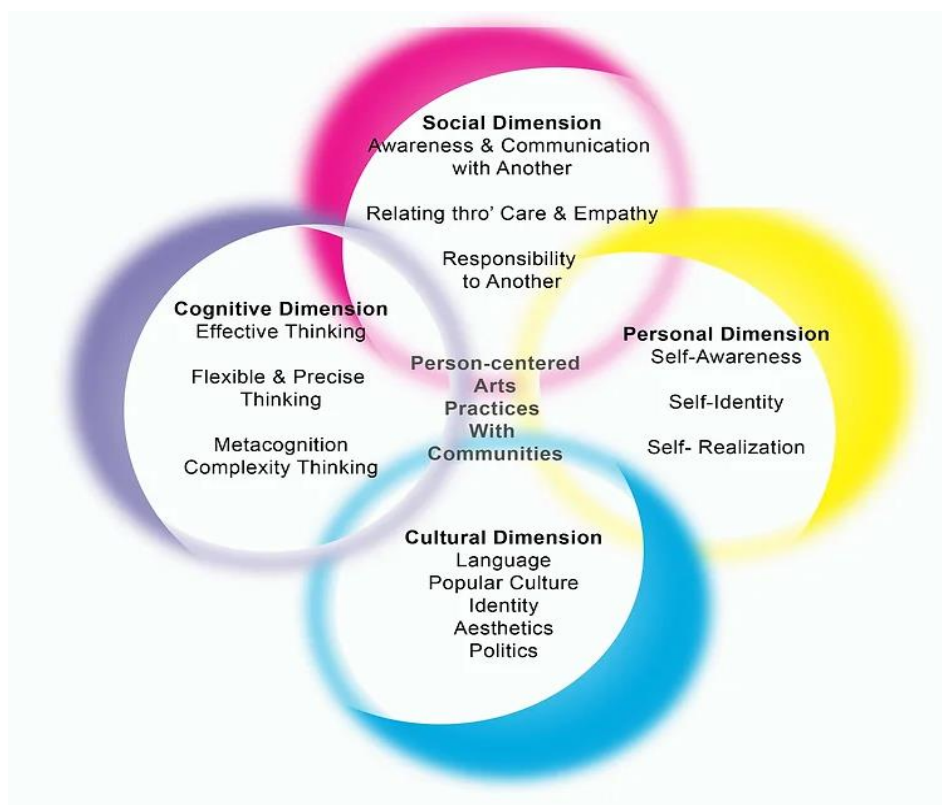 Social Dimension
Awareness & Communication
with Another
Relating thro' Care & Empathy
Responsibility
to Another
Cognitive Dimension
Effective Thinking
Flexible & Precise
Thinking
Metacognition
Complexity Thinking
Person-centered
Arts
Practices
With
Communities
Personal Dimension
Self-Awareness
Self-Identity
Self- Realization
Cultural Dimension
Language
Popular Culture
Identity
Aesthetics
Politics